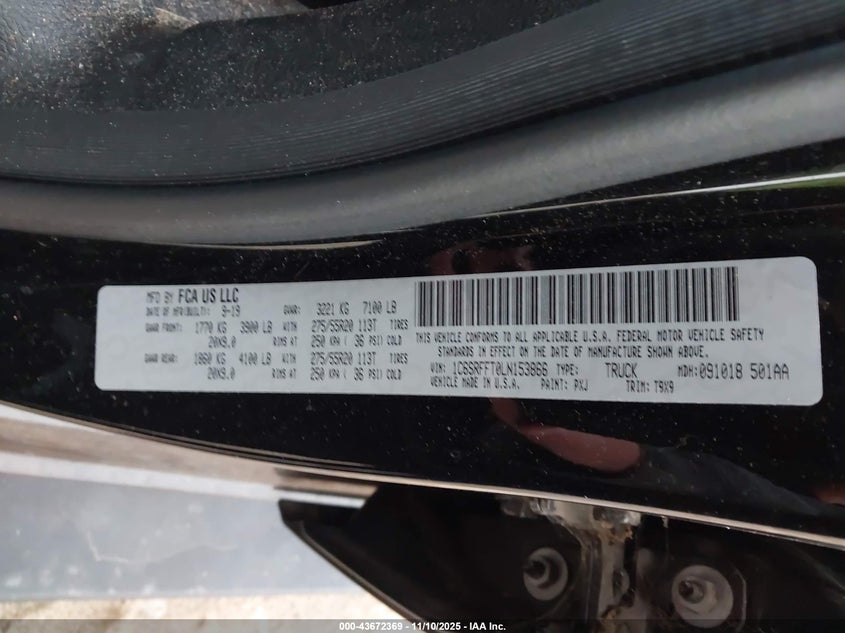 MFD BY FCA US LLC
DATE OF MFD(BUILT): 9-19 GVWR: 3221 KG 7100 LB
GAWR FRONT: 1770 KG 3900 LB WITH 275/55R20 113T TIRES
20X9.0 RIMS AT 250 KPA ( 36 PSI) COLD
GAWR REAR: 1860 KG 4100 LB WITH 275/55R20 113T TIRES
20X9.0 RIMS AT 250 KPA ( 36 PSI) COLD
THIS VEHICLE CONFORMS TO ALL APPLICABLE U.S.A. FEDERAL MOTOR VEHICLE SAFETY
STANDARDS IN EFFECT ON THE DATE OF MANUFACTURE SHOWN ABOVE.
VIN: 1C6SRFFT0LN153866 TYPE: TRUCK MDH:091018 501AA
VEHICLE MADE IN U.S.A. PAINT: PXJ TRIM: T9X9
000-43672369 - 11/10/2025 - IAA Inc.